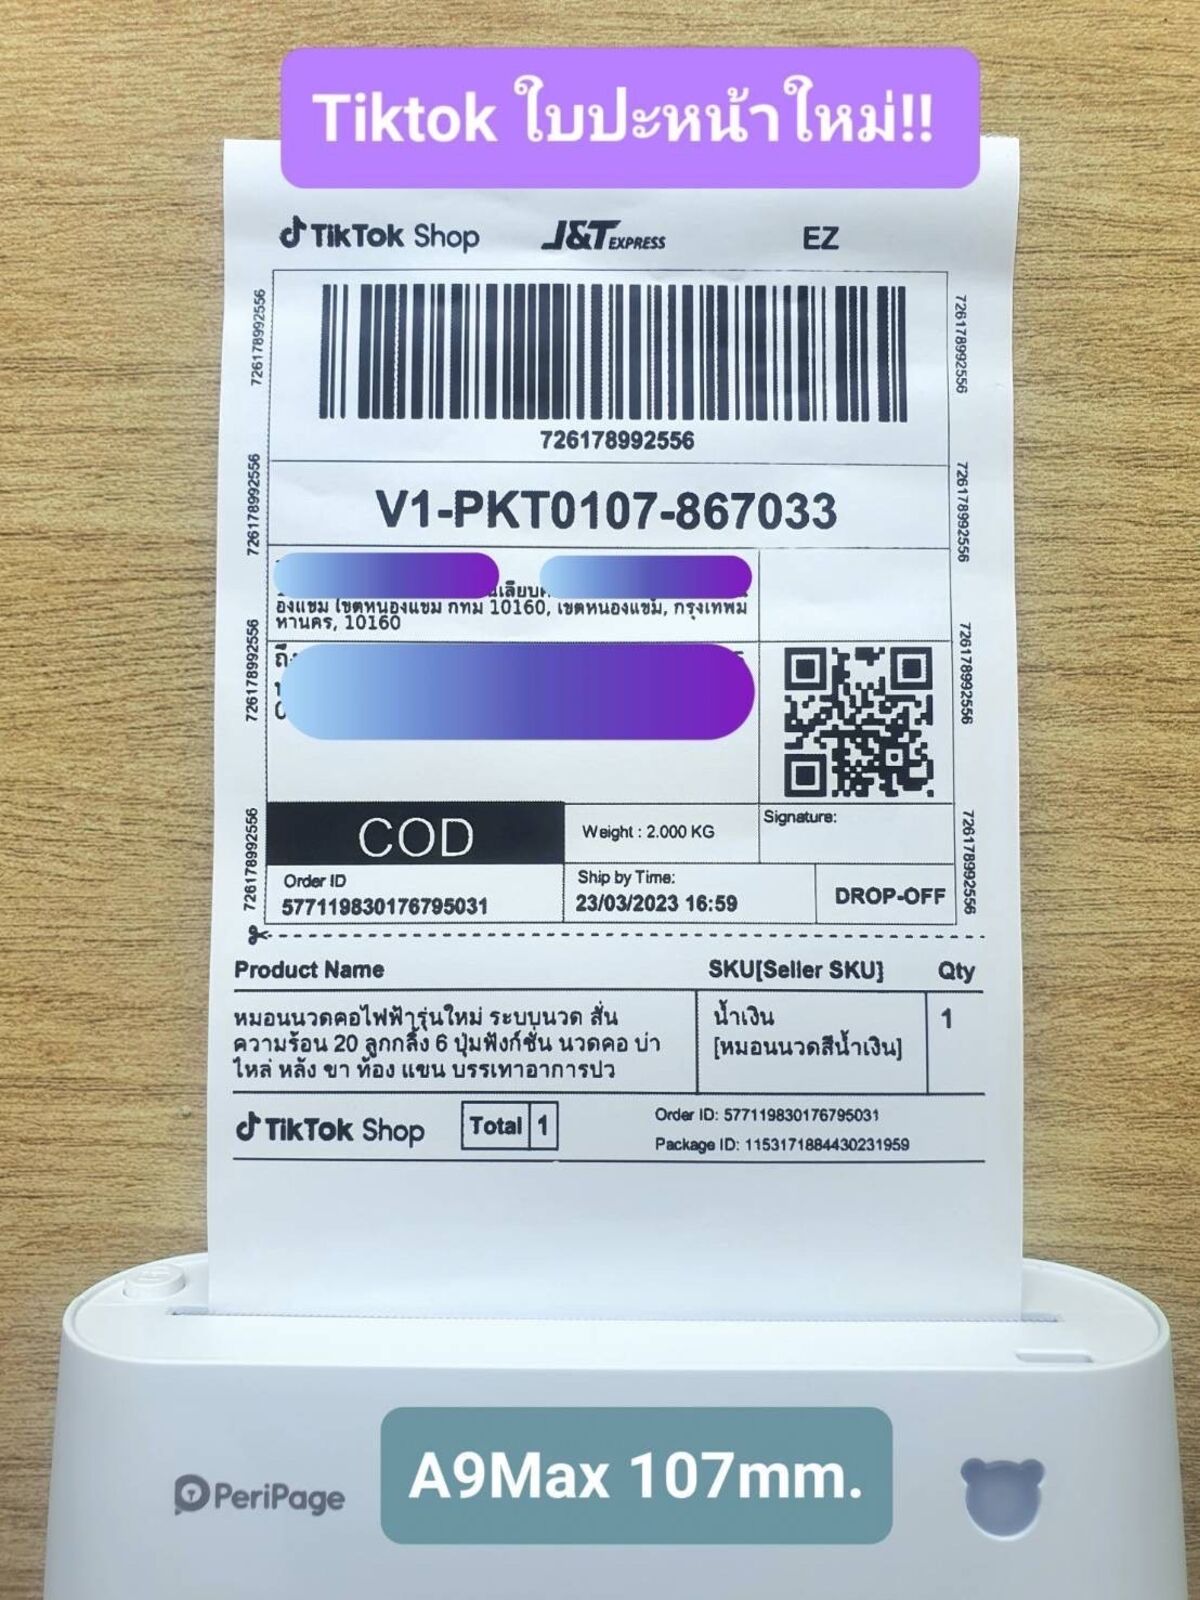 Tiktok ใบปะหน้าใหม่!!
TikTok Shop J&T EXPRESS EZ
726178992556
726178992556
726178992556
726178992556
726178992556
726178992556
726178992556
726178992556
726178992556
V1-PKT0107-867033
องแขม เขตหนองแขม กทม 10160, เขตหนองแขม, กรุงเทพม
หานคร, 10160
COD
Weight : 2.000 KG
Signature:
Order ID
577119830176795031
Ship by Time:
23/03/2023 16:59
DROP-OFF
Product Name SKU[Seller SKU] Qty
หมอนนวดคอไฟฟ้ารุ่นใหม่ ระบบนวด สั่น
ความร้อน 20 ลูกกลิ้ง 6 ปุ่มฟังก์ชั่น นวดคอ บ่า
ไหล่ หลัง ขา ท้อง แขน บรรเทาอาการปว
น้ำเงิน
[หมอนนวดสีน้ำเงิน]
1
TikTok Shop Total 1
Order ID: 577119830176795031
Package ID: 1153171884430231959
PeriPage
A9Max 107mm.